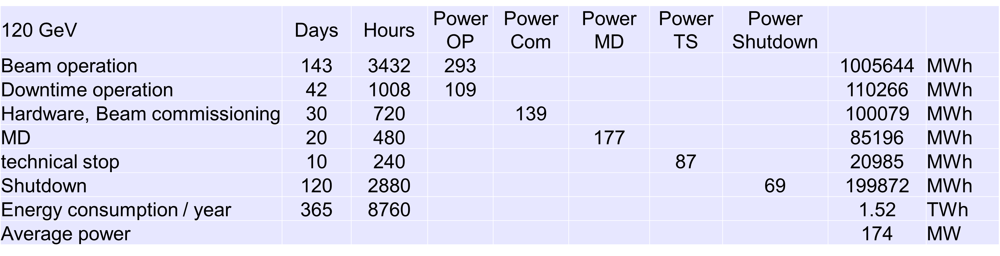 120 GeV Days Hours Power OP Power Com Power MD Power TS Power Shutdown
Beam operation 143 3432 293 1005644 MWh
Downtime operation 42 1008 109 110266 MWh
Hardware, Beam commissioning 30 720 139 100079 MWh
MD 20 480 177 85196 MWh
technical stop 10 240 87 20985 MWh
Shutdown 120 2880 69 199872 MWh
Energy consumption / year 365 8760 1.52 TWh
Average power 174 MW